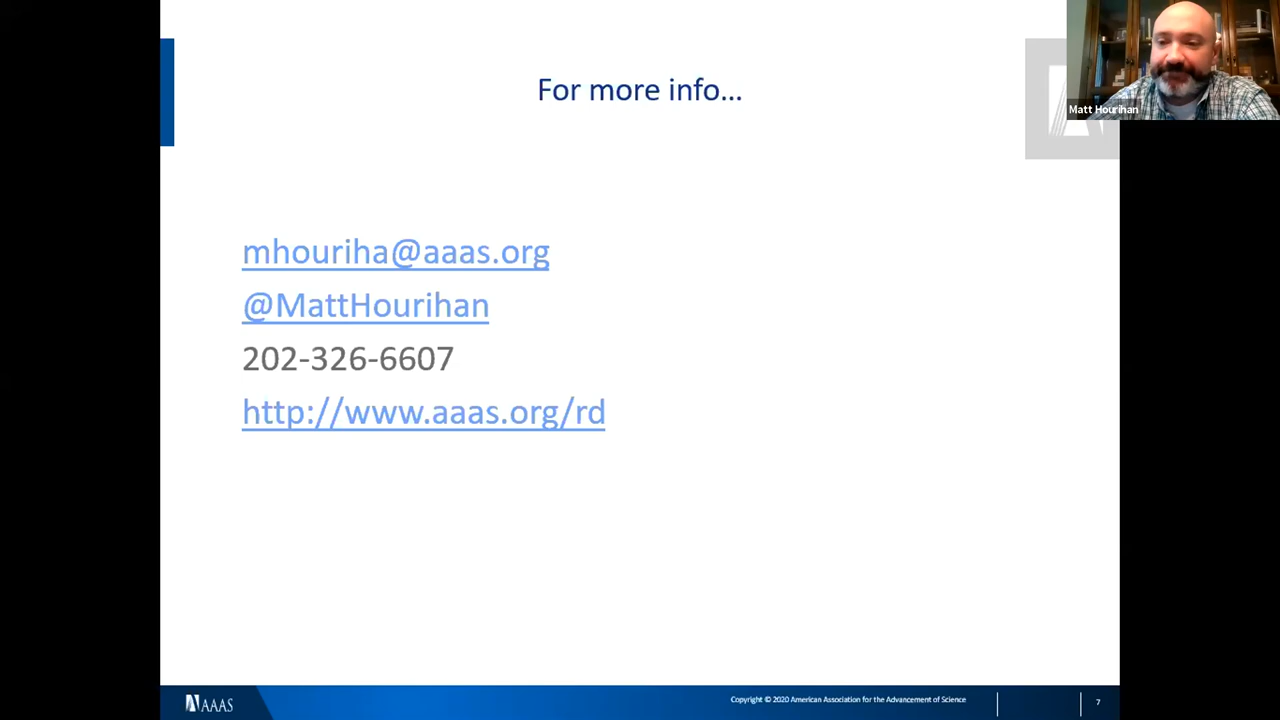 For more info...
Matt Hourihan
mhouriha@aaas.org
@MattHourihan
202-326-6607
http://www.aaas.org/rd
AAAS
Copyright © 2020 American Association for the Advancement of Science
7